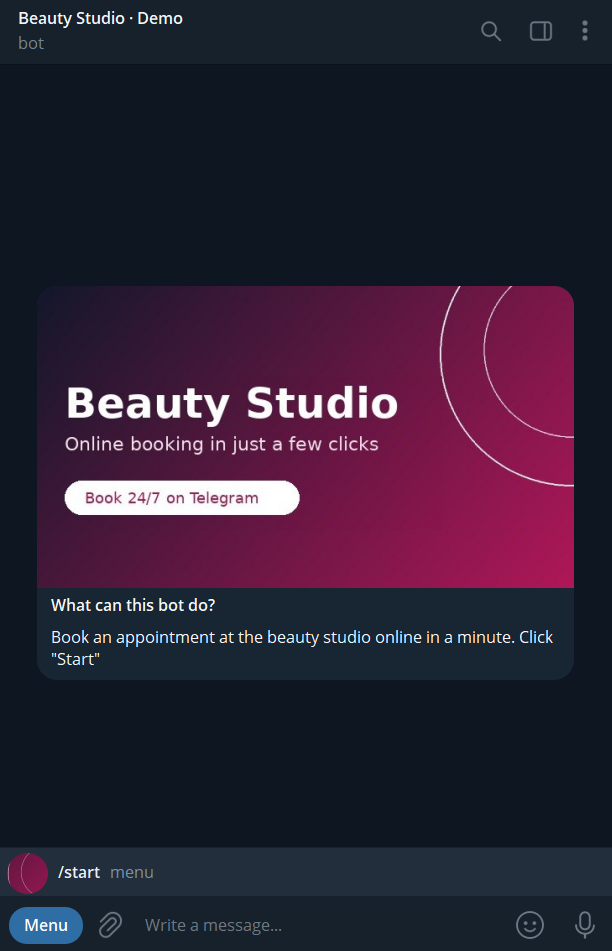 Beauty Studio · Demo
bot
Beauty Studio
Online booking in just a few clicks
Book 24/7 on Telegram
What can this bot do?
Book an appointment at the beauty studio online in a minute. Click
"Start"
/start menu
Menu Write a message...